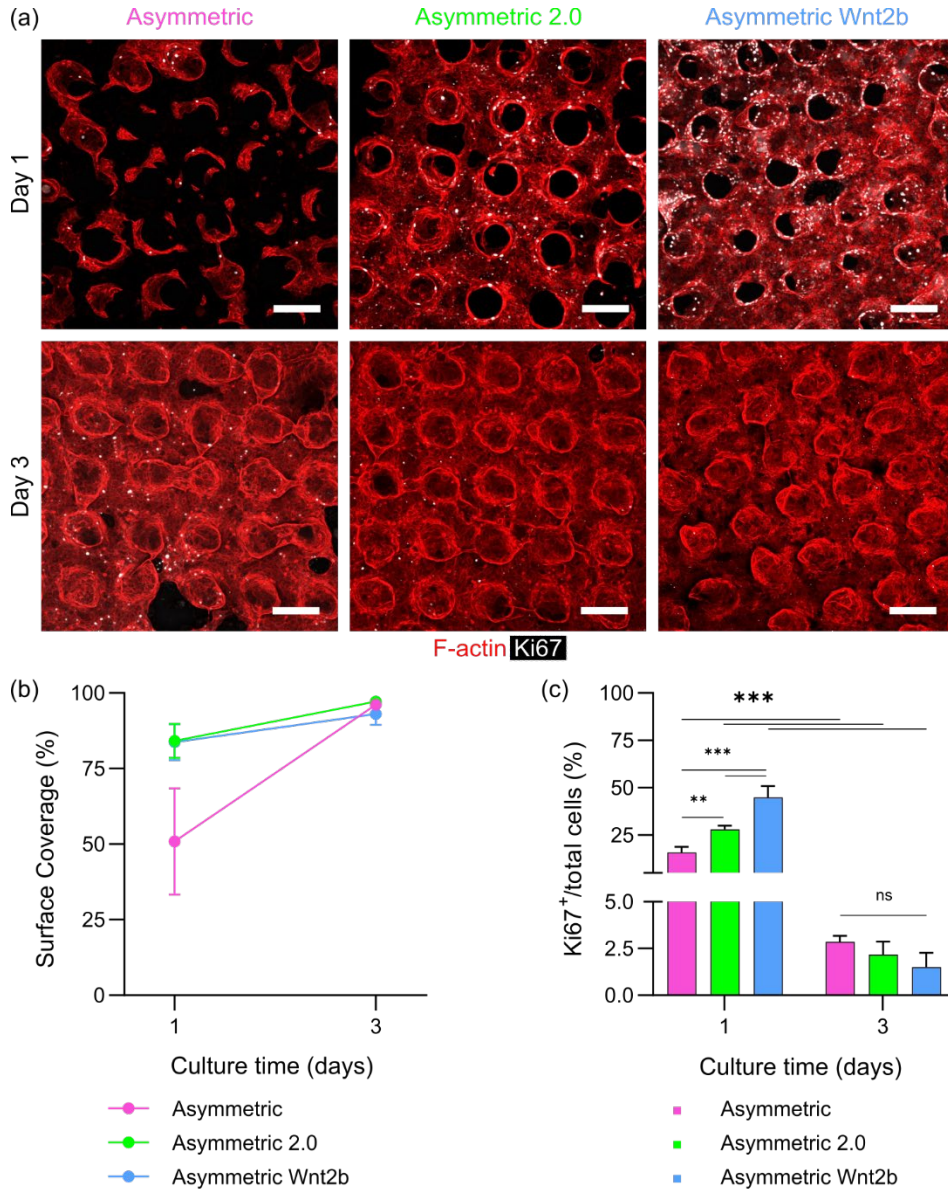 (a)
Asymmetric
Asymmetric 2.0
Asymmetric Wnt2b
Day 1
Day 3
F-actin Ki67
(b)
100
75
50
25
0
Surface Coverage (%)
1
3
Culture time (days)
Asymmetric
Asymmetric 2.0
Asymmetric Wnt2b
(c)
100
75
50
25
5.0
2.5
0.0
Ki67+/total cells (%)
***
***
**
ns
1
3
Culture time (days)
Asymmetric
Asymmetric 2.0
Asymmetric Wnt2b